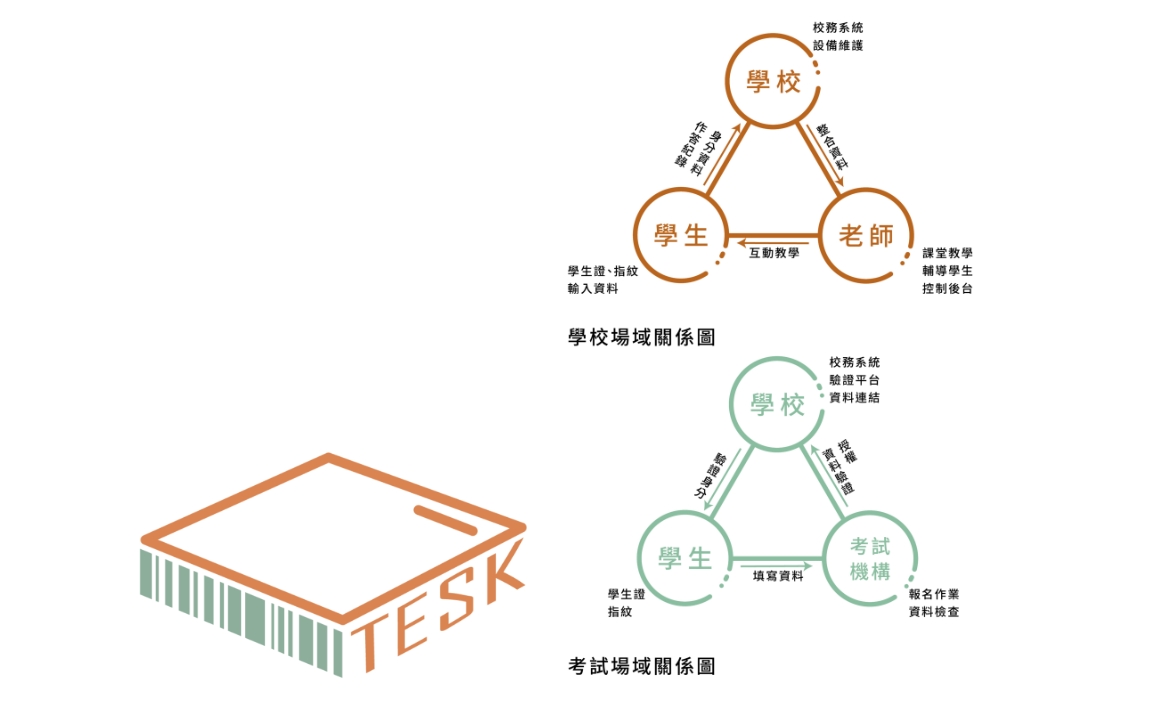 校務系統
設備維護
學校
身分資料
作答紀錄
整合資料
學生
老師
互動教學
學生證、指紋
輸入資料
課堂教學
輔導學生
控制後台
學校場域關係圖
校務系統
驗證平台
資料連結
學校
驗證身分
授權
資料驗證
學生
考試
機構
填寫資料
學生證
指紋
報名作業
資料檢查
考試場域關係圖
TESK